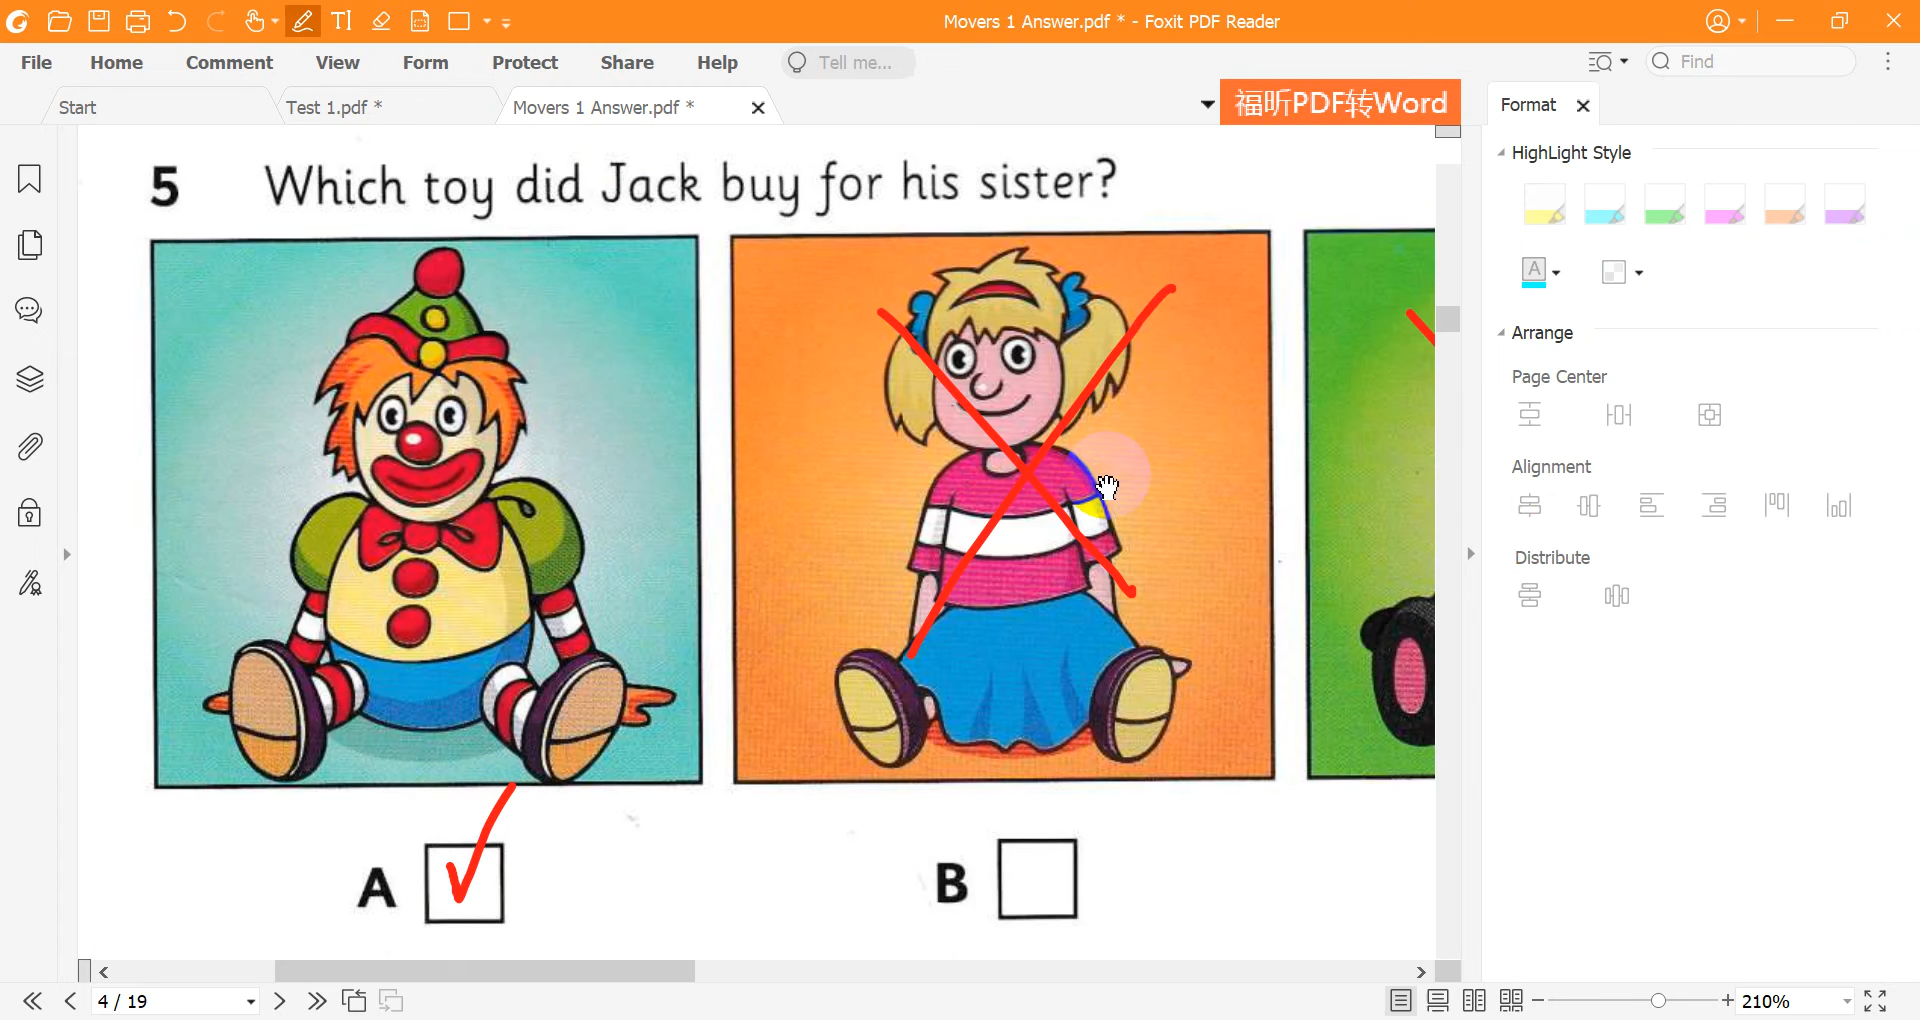 Movers 1 Answer.pdf * - Foxit PDF Reader
File Home Comment View Form Protect Share Help Tell me... Find
Start Test 1.pdf * Movers 1 Answer.pdf * 福昕PDF转Word Format
5 Which toy did Jack buy for his sister?
A
B
HighLight Style
A
Arrange
Page Center
Alignment
Distribute
4 / 19 210%